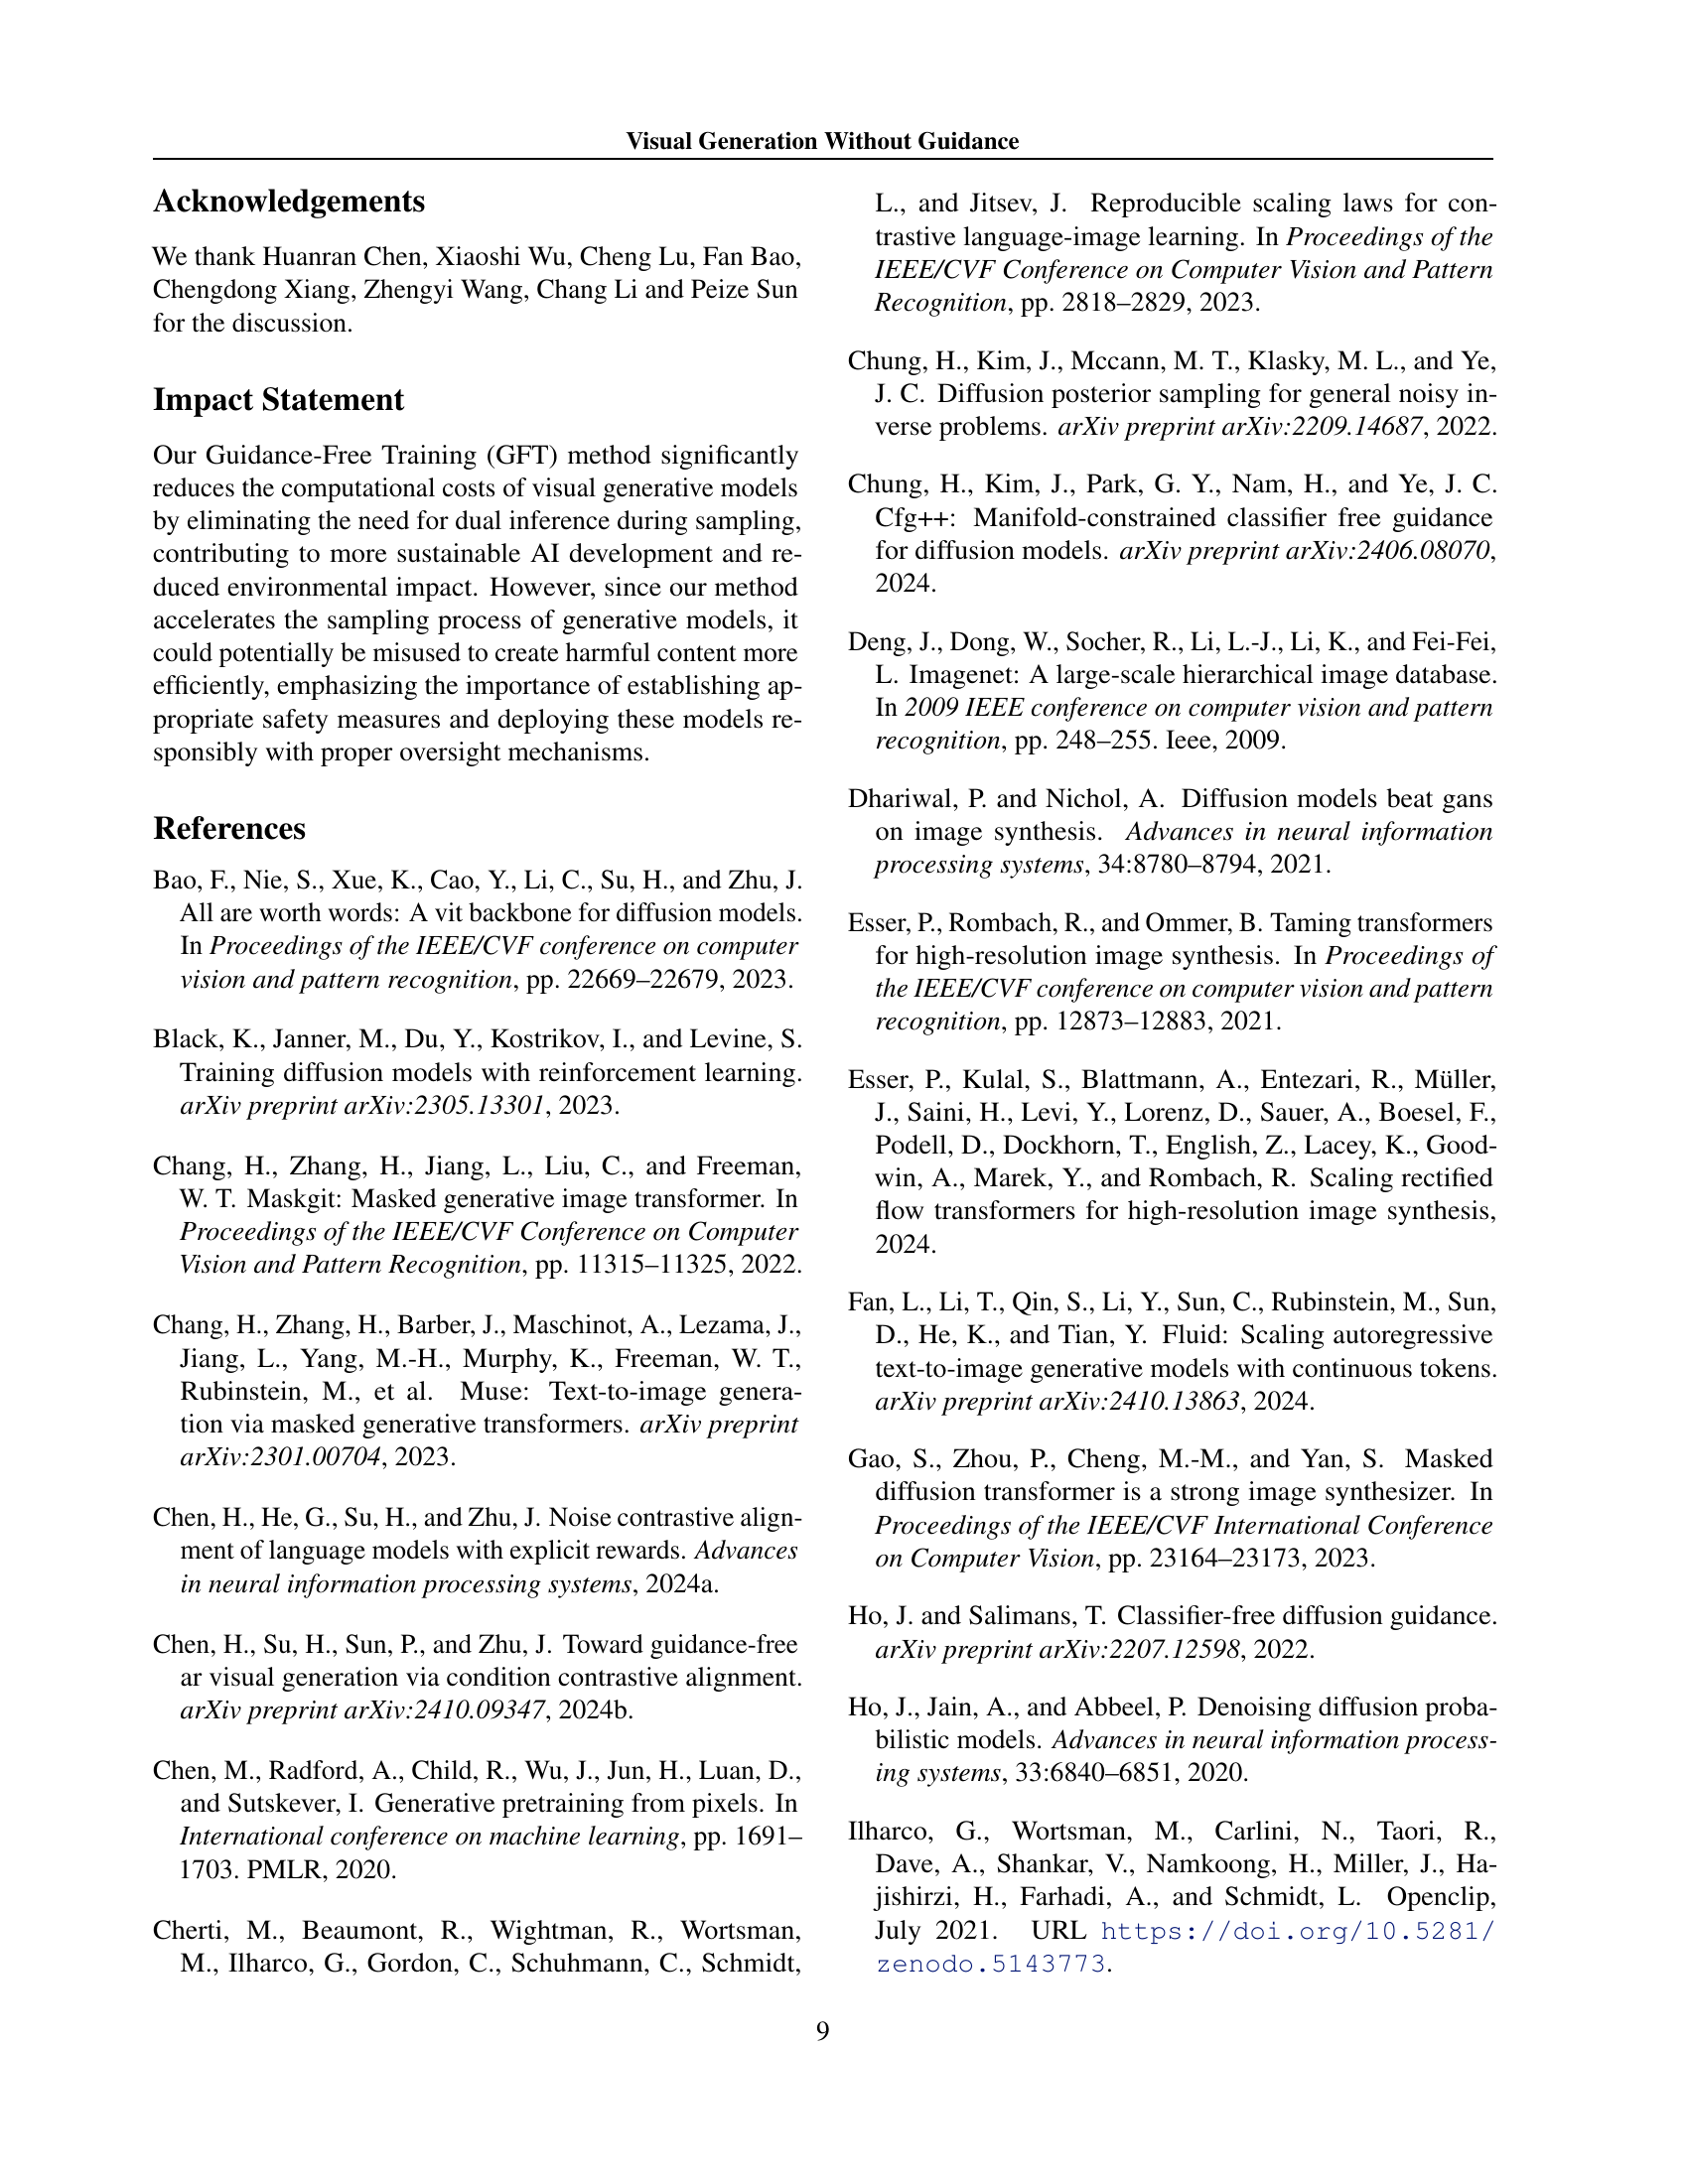 Visual Generation Without Guidance
Acknowledgements
We thank Huanran Chen, Xiaoshi Wu, Cheng Lu, Fan Bao,
Chengdong Xiang, Zhengyi Wang, Chang Li and Peize Sun
for the discussion.
Impact Statement
Our Guidance-Free Training (GFT) method significantly
reduces the computational costs of visual generative models
by eliminating the need for dual inference during sampling,
contributing to more sustainable AI development and re-
duced environmental impact. However, since our method
accelerates the sampling process of generative models, it
could potentially be misused to create harmful content more
efficiently, emphasizing the importance of establishing ap-
propriate safety measures and deploying these models re-
sponsibly with proper oversight mechanisms.
References
Bao, F., Nie, S., Xue, K., Cao, Y., Li, C., Su, H., and Zhu, J.
All are worth words: A vit backbone for diffusion models.
In Proceedings of the IEEE/CVF conference on computer
vision and pattern recognition, pp. 22669–22679, 2023.
Black, K., Janner, M., Du, Y., Kostrikov, I., and Levine, S.
Training diffusion models with reinforcement learning.
arXiv preprint arXiv:2305.13301, 2023.
Chang, H., Zhang, H., Jiang, L., Liu, C., and Freeman,
W. T. Maskgit: Masked generative image transformer. In
Proceedings of the IEEE/CVF Conference on Computer
Vision and Pattern Recognition, pp. 11315–11325, 2022.
Chang, H., Zhang, H., Barber, J., Maschinot, A., Lezama, J.,
Jiang, L., Yang, M.-H., Murphy, K., Freeman, W. T.,
Rubinstein, M., et al. Muse: Text-to-image genera-
tion via masked generative transformers. arXiv preprint
arXiv:2301.00704, 2023.
Chen, H., He, G., Su, H., and Zhu, J. Noise contrastive align-
ment of language models with explicit rewards. Advances
in neural information processing systems, 2024a.
Chen, H., Su, H., Sun, P., and Zhu, J. Toward guidance-free
ar visual generation via condition contrastive alignment.
arXiv preprint arXiv:2410.09347, 2024b.
Chen, M., Radford, A., Child, R., Wu, J., Jun, H., Luan, D.,
and Sutskever, I. Generative pretraining from pixels. In
International conference on machine learning, pp. 1691–
1703. PMLR, 2020.
Cherti, M., Beaumont, R., Wightman, R., Wortsman,
M., Ilharco, G., Gordon, C., Schuhmann, C., Schmidt,
L., and Jitsev, J. Reproducible scaling laws for con-
trastive language-image learning. In Proceedings of the
IEEE/CVF Conference on Computer Vision and Pattern
Recognition, pp. 2818–2829, 2023.
Chung, H., Kim, J., Mccann, M. T., Klasky, M. L., and Ye,
J. C. Diffusion posterior sampling for general noisy in-
verse problems. arXiv preprint arXiv:2209.14687, 2022.
Chung, H., Kim, J., Park, G. Y., Nam, H., and Ye, J. C.
Cfg++: Manifold-constrained classifier free guidance
for diffusion models. arXiv preprint arXiv:2406.08070,
2024.
Deng, J., Dong, W., Socher, R., Li, L.-J., Li, K., and Fei-Fei,
L. Imagenet: A large-scale hierarchical image database.
In 2009 IEEE conference on computer vision and pattern
recognition, pp. 248–255. Ieee, 2009.
Dhariwal, P. and Nichol, A. Diffusion models beat gans
on image synthesis. Advances in neural information
processing systems, 34:8780–8794, 2021.
Esser, P., Rombach, R., and Ommer, B. Taming transformers
for high-resolution image synthesis. In Proceedings of
the IEEE/CVF conference on computer vision and pattern
recognition, pp. 12873–12883, 2021.
Esser, P., Kulal, S., Blattmann, A., Entezari, R., Müller,
J., Saini, H., Levi, Y., Lorenz, D., Sauer, A., Boesel, F.,
Podell, D., Dockhorn, T., English, Z., Lacey, K., Good-
win, A., Marek, Y., and Rombach, R. Scaling rectified
flow transformers for high-resolution image synthesis,
2024.
Fan, L., Li, T., Qin, S., Li, Y., Sun, C., Rubinstein, M., Sun,
D., He, K., and Tian, Y. Fluid: Scaling autoregressive
text-to-image generative models with continuous tokens.
arXiv preprint arXiv:2410.13863, 2024.
Gao, S., Zhou, P., Cheng, M.-M., and Yan, S. Masked
diffusion transformer is a strong image synthesizer. In
Proceedings of the IEEE/CVF International Conference
on Computer Vision, pp. 23164–23173, 2023.
Ho, J. and Salimans, T. Classifier-free diffusion guidance.
arXiv preprint arXiv:2207.12598, 2022.
Ho, J., Jain, A., and Abbeel, P. Denoising diffusion proba-
bilistic models. Advances in neural information process-
ing systems, 33:6840–6851, 2020.
Ilharco, G., Wortsman, M., Carlini, N., Taori, R.,
Dave, A., Shankar, V., Namkoong, H., Miller, J., Ha-
jishirzi, H., Farhadi, A., and Schmidt, L. Openclip,
July 2021. URL https://doi.org/10.5281/
zenodo.5143773.
9